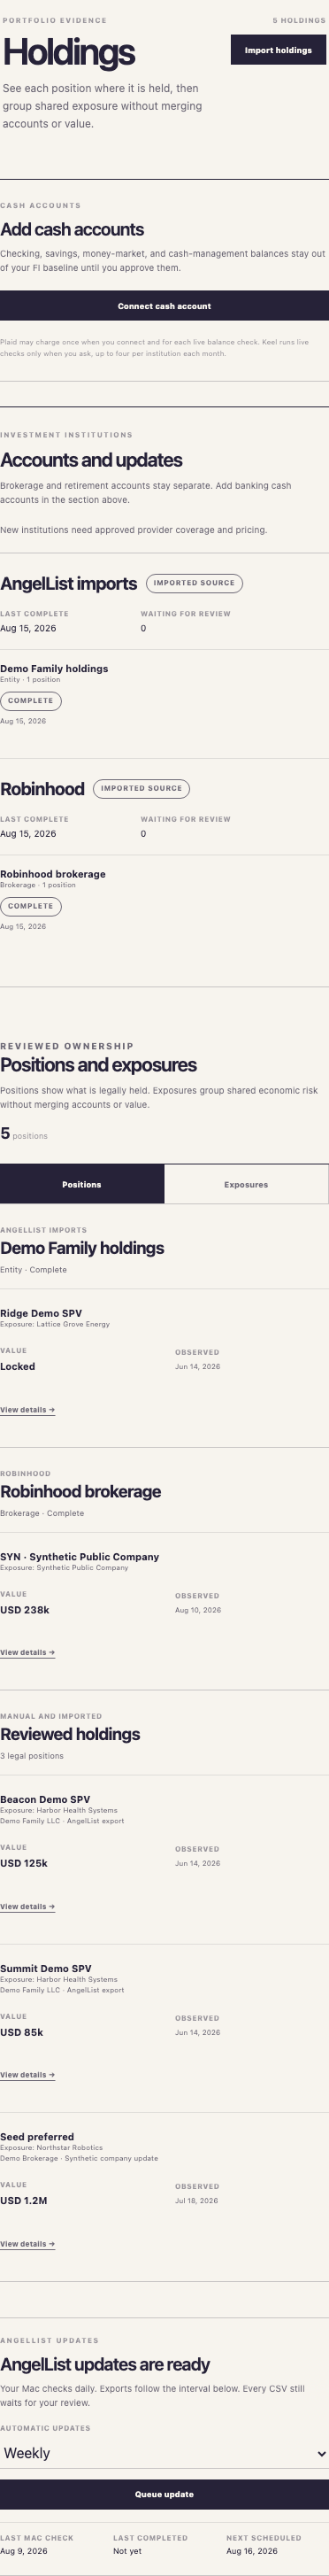 PORTFOLIO EVIDENCE
5 HOLDINGS
Holdings
Import holdings
See each position where it is held, then
group shared exposure without merging
accounts or value.
CASH ACCOUNTS
Add cash accounts
Checking, savings, money-market, and cash-management balances stay out
of your FI baseline until you approve them.
Connect cash account
Plaid may charge once when you connect and for each live balance check. Keel runs live
checks only when you ask, up to four per institution each month.
INVESTMENT INSTITUTIONS
Accounts and updates
Brokerage and retirement accounts stay separate. Add banking cash
accounts in the section above.
New institutions need approved provider coverage and pricing.
AngelList imports
IMPORTED SOURCE
LAST COMPLETE
WAITING FOR REVIEW
Aug 15, 2026
0
Demo Family holdings
Entity · 1 position
COMPLETE
Aug 15, 2026
Robinhood
IMPORTED SOURCE
LAST COMPLETE
WAITING FOR REVIEW
Aug 15, 2026
0
Robinhood brokerage
Brokerage · 1 position
COMPLETE
Aug 15, 2026
REVIEWED OWNERSHIP
Positions and exposures
Positions show what is legally held. Exposures group shared economic risk
without merging accounts or value.
5 positions
Positions
Exposures
ANGELLIST IMPORTS
Demo Family holdings
Entity · Complete
Ridge Demo SPV
Exposure: Lattice Grove Energy
VALUE
OBSERVED
Locked
Jun 14, 2026
View details →
ROBINHOOD
Robinhood brokerage
Brokerage · Complete
SYN · Synthetic Public Company
Exposure: Synthetic Public Company
VALUE
OBSERVED
USD 238k
Aug 10, 2026
View details →
MANUAL AND IMPORTED
Reviewed holdings
3 legal positions
Beacon Demo SPV
Exposure: Harbor Health Systems
Demo Family LLC · AngelList export
VALUE
OBSERVED
USD 125k
Jun 14, 2026
View details →
Summit Demo SPV
Exposure: Harbor Health Systems
Demo Family LLC · AngelList export
VALUE
OBSERVED
USD 85k
Jun 14, 2026
View details →
Seed preferred
Exposure: Northstar Robotics
Demo Brokerage · Synthetic company update
VALUE
OBSERVED
USD 1.2M
Jul 18, 2026
View details →
ANGELLIST UPDATES
AngelList updates are ready
Your Mac checks daily. Exports follow the interval below. Every CSV still
waits for your review.
AUTOMATIC UPDATES
Weekly
Queue update
LAST MAC CHECK
LAST COMPLETED
NEXT SCHEDULED
Aug 9, 2026
Not yet
Aug 16, 2026